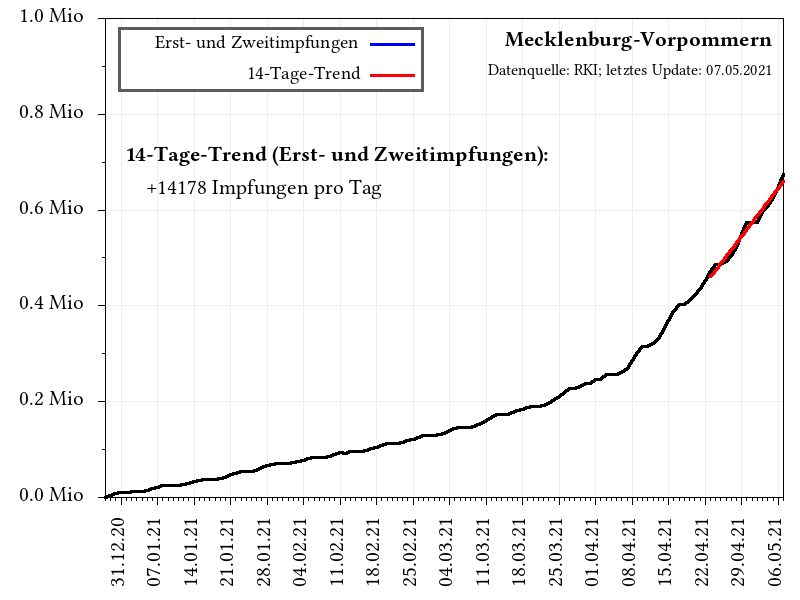 1.0 Mio
Erst- und Zweitimpfungen
14-Tage-Trend
Mecklenburg-Vorpommern
Datenquelle: RKI; letztes Update: 07.05.2021
0.8 Mio
14-Tage-Trend (Erst- und Zweitimpfungen):
+14178 Impfungen pro Tag
0.6 Mio
0.4 Mio
0.2 Mio
0.0 Mio
31.12.20
07.01.21
14.01.21
21.01.21
28.01.21
04.02.21
11.02.21
18.02.21
25.02.21
04.03.21
11.03.21
18.03.21
25.03.21
01.04.21
08.04.21
15.04.21
22.04.21
29.04.21
06.05.21